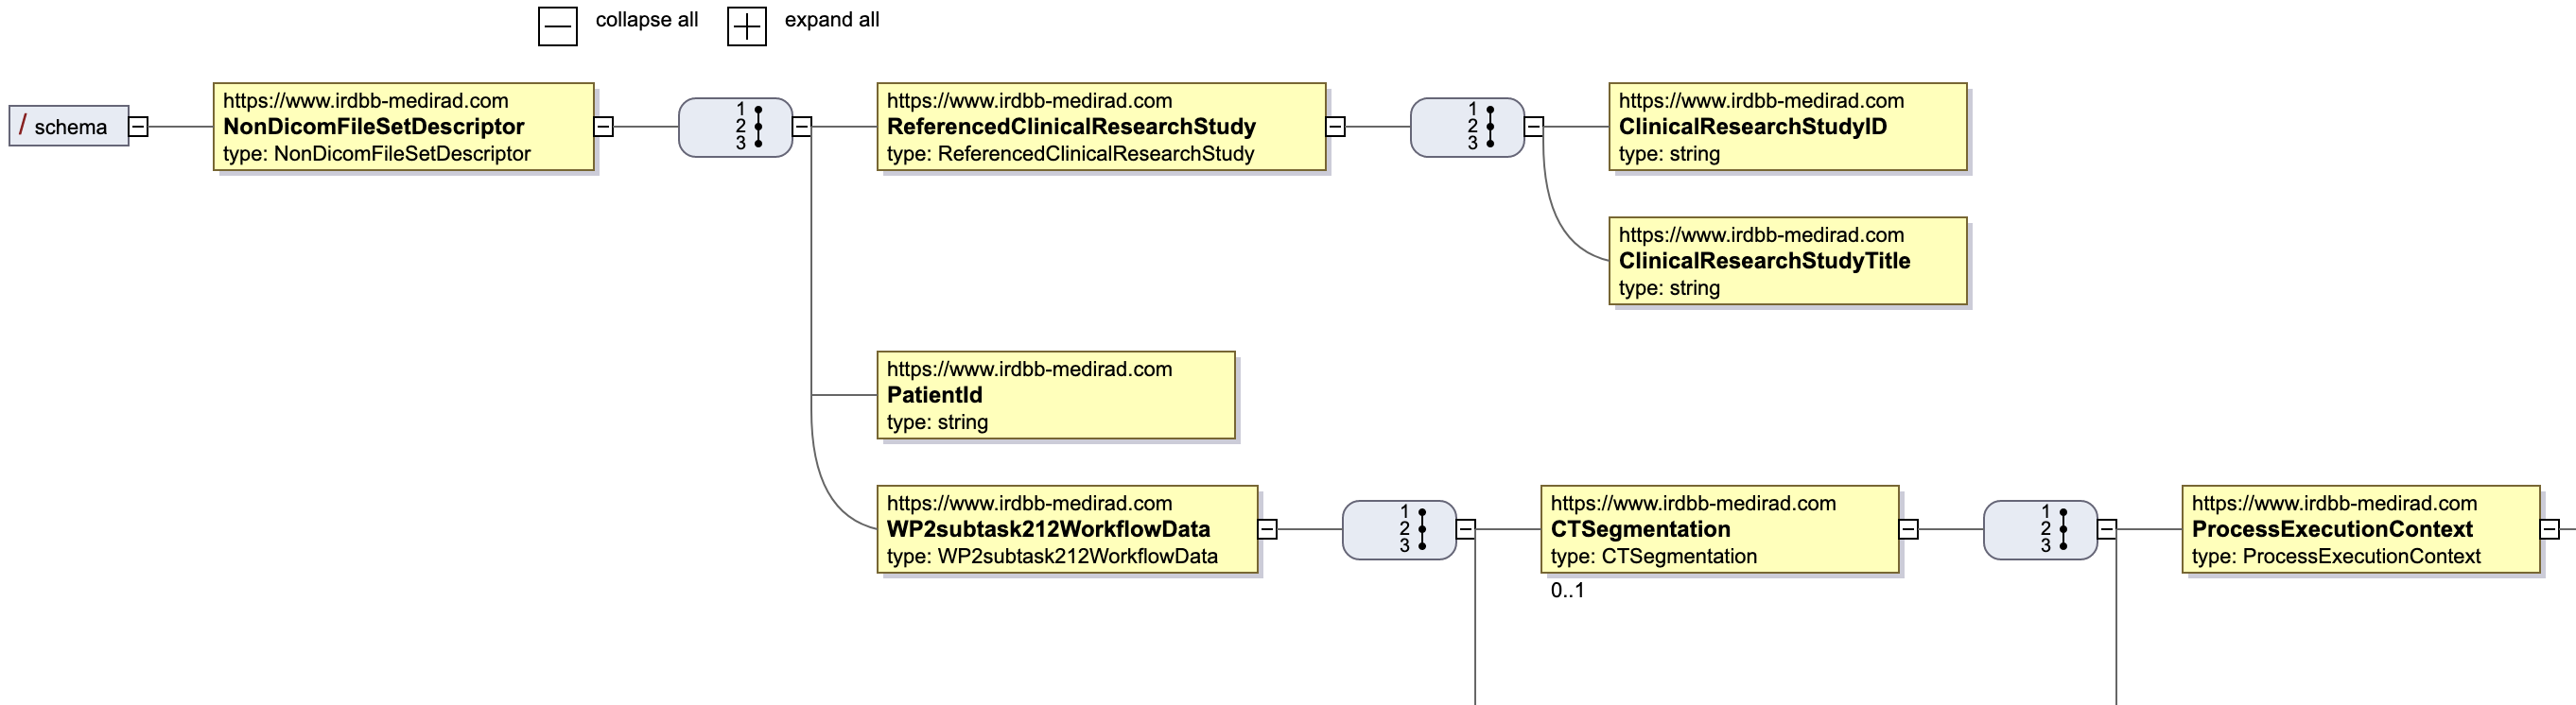 collapse all
expand all
/ schema
https://www.irdbb-medirad.com
NonDicomFileSetDescriptor
type: NonDicomFileSetDescriptor
1
2
3
https://www.irdbb-medirad.com
ReferencedClinicalResearchStudy
type: ReferencedClinicalResearchStudy
1
2
3
https://www.irdbb-medirad.com
ClinicalResearchStudyID
type: string
https://www.irdbb-medirad.com
ClinicalResearchStudyTitle
type: string
https://www.irdbb-medirad.com
PatientId
type: string
https://www.irdbb-medirad.com
WP2subtask212WorkflowData
type: WP2subtask212WorkflowData
1
2
3
https://www.irdbb-medirad.com
CTSegmentation
type: CTSegmentation
0..1
1
2
3
https://www.irdbb-medirad.com
ProcessExecutionContext
type: ProcessExecutionContext